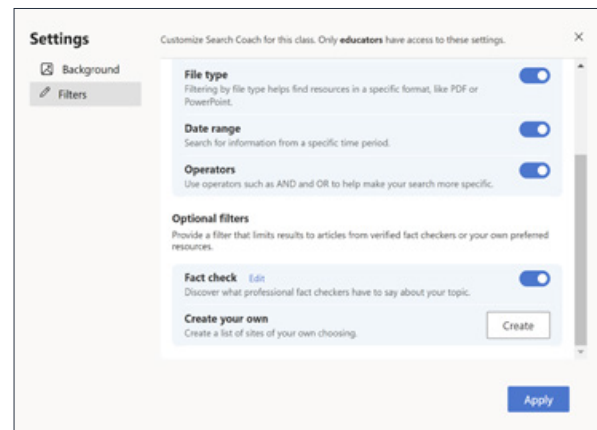 Settings
Customize Search Coach for this class. Only educators have access to these settings.
Background
Filters
File type
Filtering by file type helps find resources in a specific format, like PDF or
PowerPoint.
Date range
Search for information from a specific time period.
Operators
Use operators such as AND and OR to help make your search more specific.
Optional filters
Provide a filter that limits results to articles from verified fact checkers or your own preferred
resources.
Fact check Edit
Discover what professional fact checkers have to say about your topic.
Create your own
Create a list of sites of your own choosing.
Create
Apply